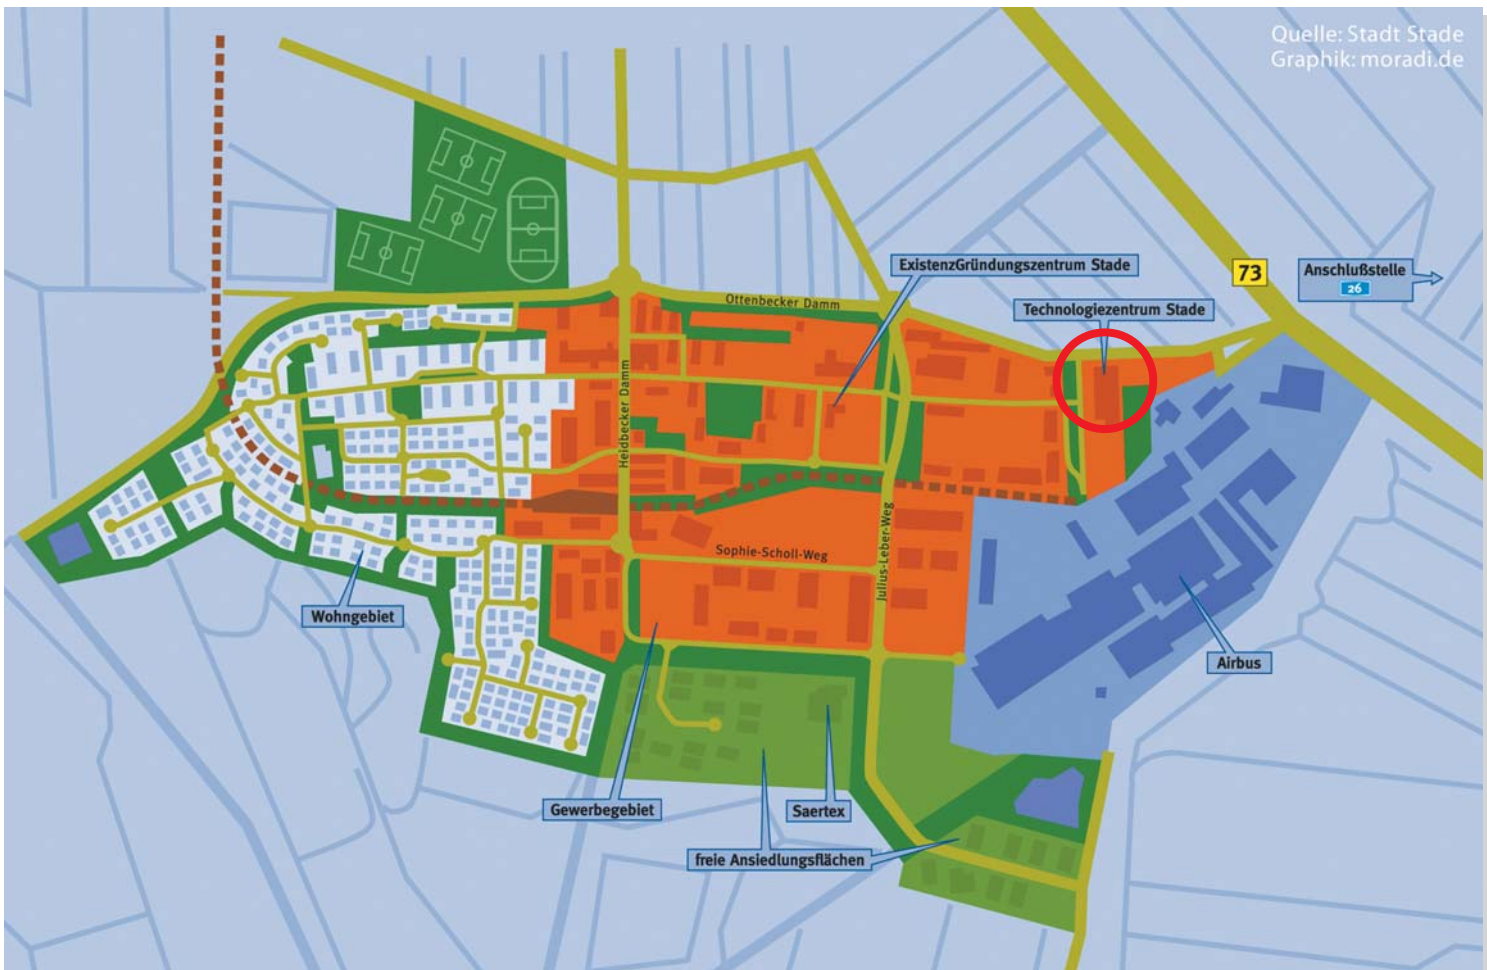 Quelle: Stadt Stade
Graphik: moradi.de
ExistenzGründungszentrum Stade
73
Anschlußstelle
26
Ottenbecker Damm
Technologiezentrum Stade
Heidbecker Damm
Sophie-Scholl-Weg
Julius-Leber-Weg
Wohngebiet
Airbus
Gewerbegebiet
Saertex
freie Ansiedlungsflächen